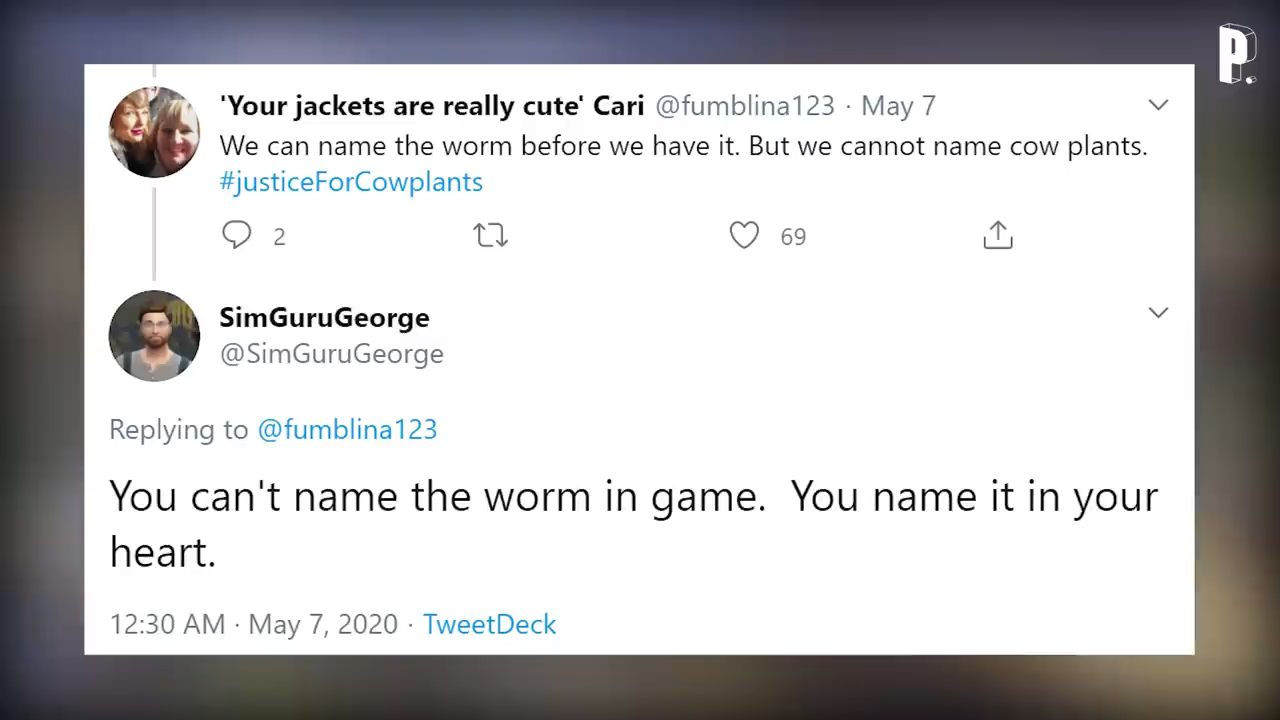 P.
'Your jackets are really cute' Cari @fumblina123 · May 7
We can name the worm before we have it. But we cannot name cow plants.
#justiceForCowplants
2 69
SimGuruGeorge
@SimGuruGeorge
Replying to @fumblina123
You can't name the worm in game.  You name it in your
heart.
12:30 AM · May 7, 2020 · TweetDeck